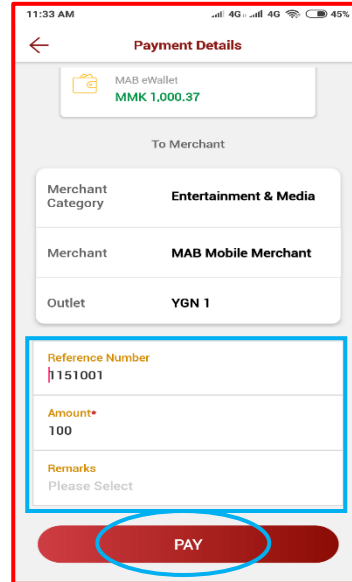 11:33 AM 4G 4G 45%
Payment Details
MAB eWallet
MMK 1,000.37
To Merchant
Merchant
Category
Entertainment & Media
Merchant MAB Mobile Merchant
Outlet YGN 1
Reference Number
1151001
Amount*
100
Remarks
Please Select
PAY